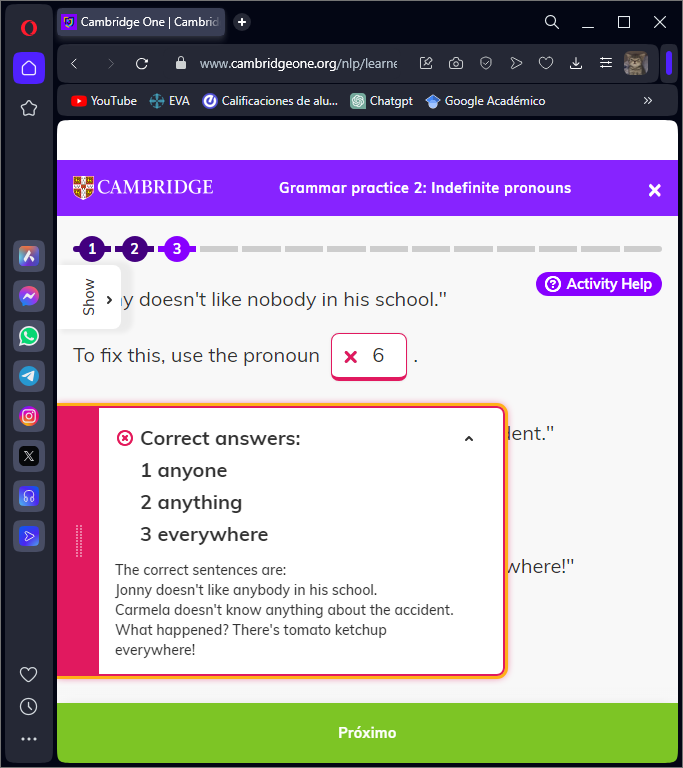 Cambridge One | Cambrid
www.cambridgeone.org/nlp/learne
YouTube EVA Calificaciones de alu... Chatgpt Google Académico »
CAMBRIDGE Grammar practice 2: Indefinite pronouns
1 2 3
Activity Help
Show
ny doesn't like nobody in his school."
To fix this, use the pronoun 6 .
dent."
Correct answers:
1 anyone
2 anything
3 everywhere
where!"
The correct sentences are:
Jonny doesn't like anybody in his school.
Carmela doesn't know anything about the accident.
What happened? There's tomato ketchup
everywhere!
Próximo